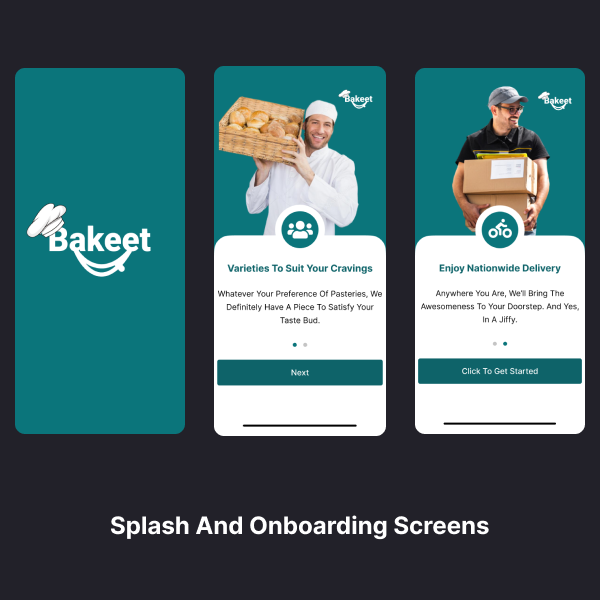 Bakeet
Bakeet
Varieties To Suit Your Cravings
Whatever Your Preference Of Pasteries, We
Definitely Have A Piece To Satisfy Your
Taste Bud.
Next
Bakeet
Enjoy Nationwide Delivery
Anywhere You Are, We'll Bring The
Awesomeness To Your Doorstep. And Yes,
In A Jiffy.
Click To Get Started
Splash And Onboarding Screens